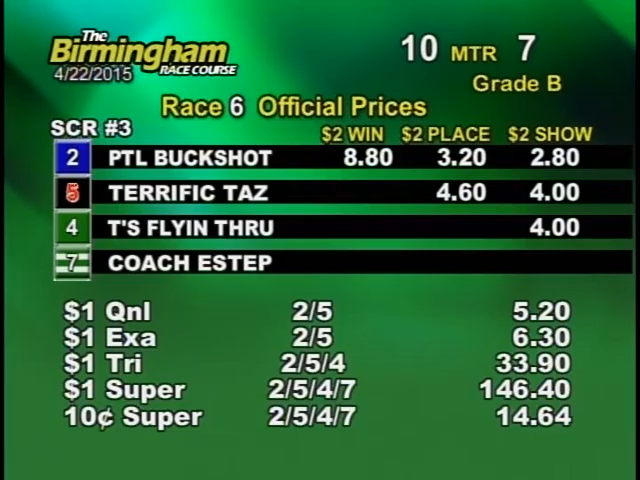 The
Birmingham
RACE COURSE
4/22/2015
10 MTR 7
Grade B
Race 6 Official Prices
SCR #3
$2 WIN $2 PLACE $2 SHOW
2 PTL BUCKSHOT 8.80 3.20 2.80
5 TERRIFIC TAZ 4.60 4.00
4 T'S FLYIN THRU 4.00
7 COACH ESTEP
$1 Qnl 2/5 5.20
$1 Exa 2/5 6.30
$1 Tri 2/5/4 33.90
$1 Super 2/5/4/7 146.40
10¢ Super 2/5/4/7 14.64